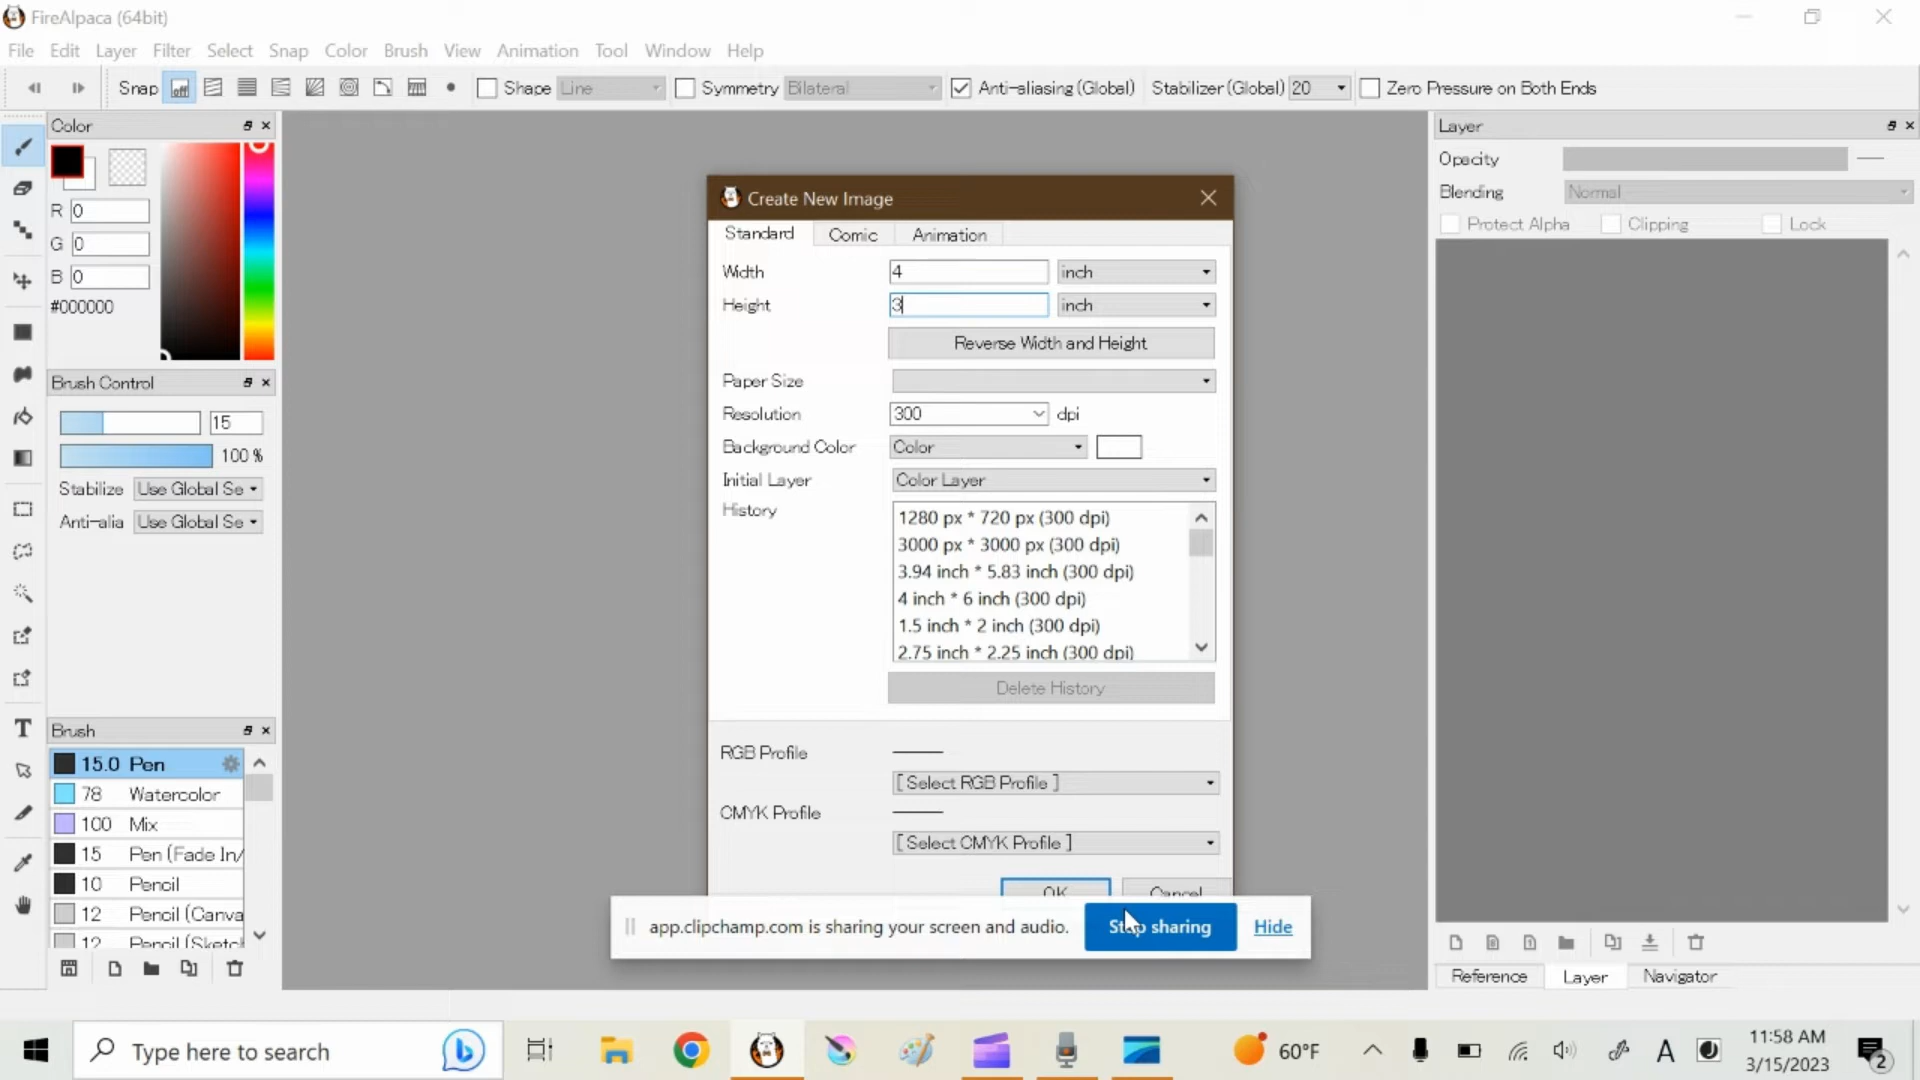 FireAlpaca (64bit)
File Edit Layer Filter Select Snap Color Brush View Animation Tool Window Help
Snap off Shape Line Symmetry Bilateral Anti-aliasing (Global) Stabilizer (Global) 20 Zero Pressure on Both Ends
Color
R 0
G 0
B 0
#000000
Brush Control
15
100 %
Stabilize Use Global Se
Anti-alia Use Global Se
Brush
15.0 Pen
78 Watercolor
100 Mix
15 Pen (Fade In/
10 Pencil
12 Pencil (Canva
12 Pencil (Sketch
Create New Image
Standard Comic Animation
Width 4 inch
Height 3 inch
Reverse Width and Height
Paper Size
Resolution 300 dpi
Background Color Color
Initial Layer Color Layer
History
1280 px * 720 px (300 dpi)
3000 px * 3000 px (300 dpi)
3.94 inch * 5.83 inch (300 dpi)
4 inch * 6 inch (300 dpi)
1.5 inch * 2 inch (300 dpi)
2.75 inch * 2.25 inch (300 dpi)
Delete History
RGB Profile
[ Select RGB Profile ]
CMYK Profile
[ Select CMYK Profile ]
OK Cancel
app.clipchamp.com is sharing your screen and audio. Stop sharing Hide
Layer
Opacity
Blending Normal
Protect Alpha Clipping Lock
Reference Layer Navigator
Type here to search
60°F
A
11:58 AM
3/15/2023
2